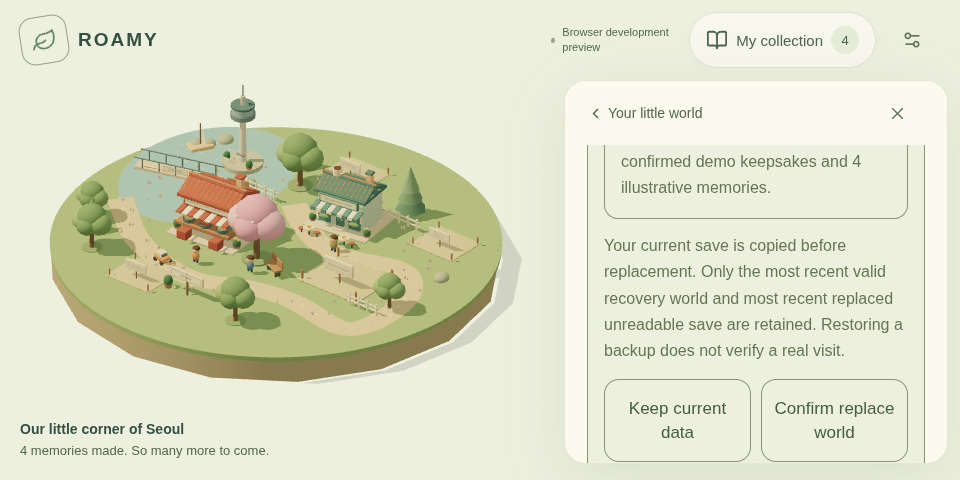 ROAMY
Browser development
preview
My collection
4
Your little world
confirmed demo keepsakes and 4
illustrative memories.
Your current save is copied before
replacement. Only the most recent valid
recovery world and most recent replaced
unreadable save are retained. Restoring a
backup does not verify a real visit.
Keep current
data
Confirm replace
world
Our little corner of Seoul
4 memories made. So many more to come.